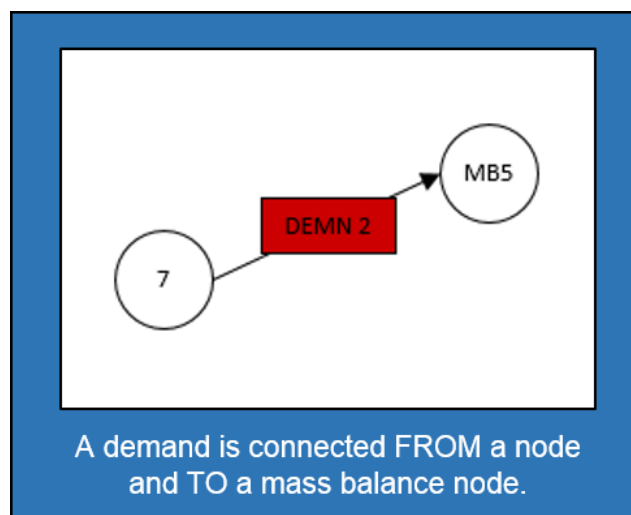 MB5
DEMN 2
7
A demand is connected FROM a node
and TO a mass balance node.